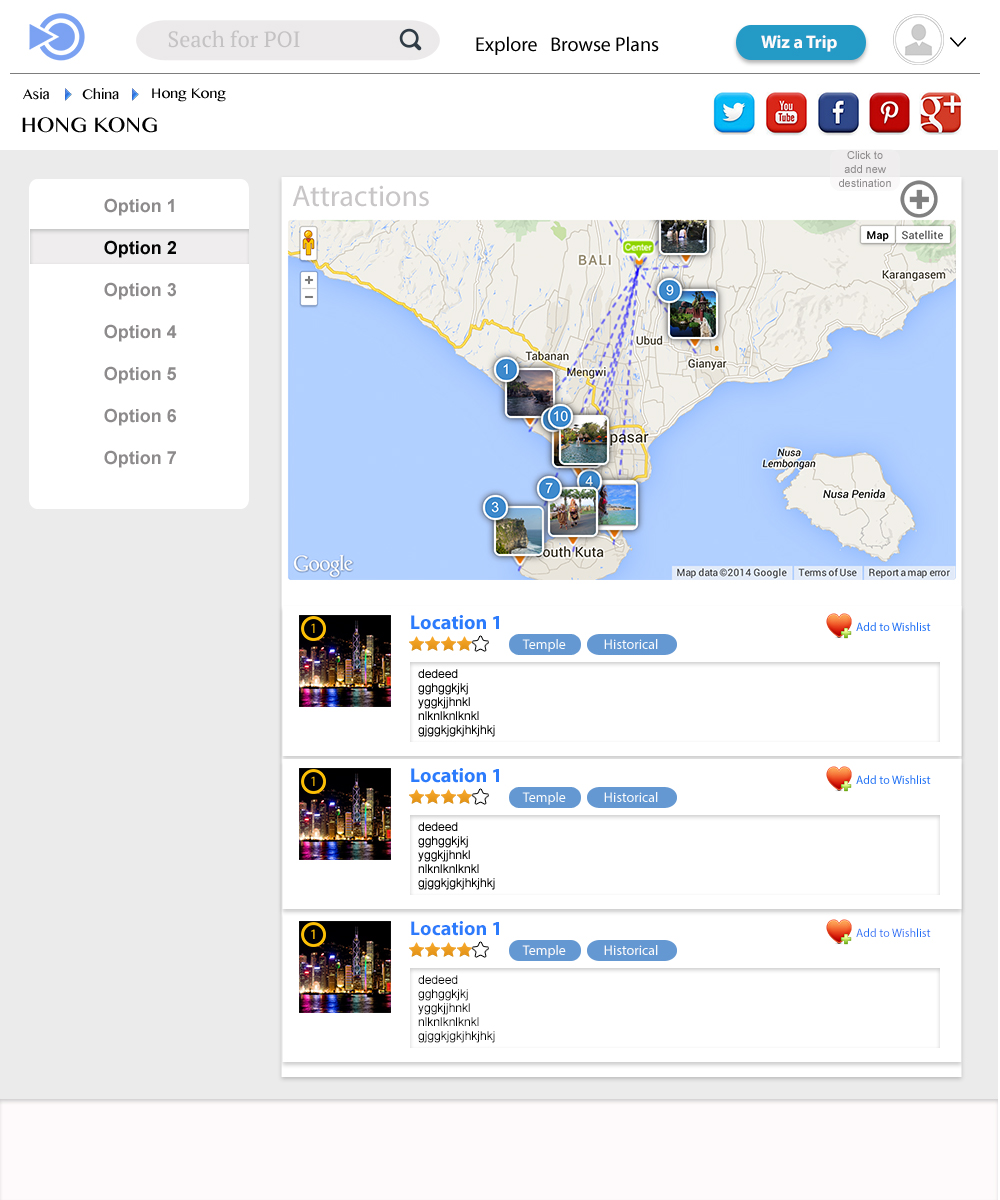 Seach for POI
Explore Browse Plans
Wiz a Trip
Asia China Hong Kong
HONG KONG
You
Tube
f
g+
Click to
add new
destination
Option 1
Option 2
Option 3
Option 4
Option 5
Option 6
Option 7
Attractions
Map Satellite
Center
BALI
Karangasem
+
−
9
Ubud
Tabanan
Gianyar
1
Mengwi
10
pasar
Nusa
Lembongan
Nusa Penida
7
4
3
outh Kuta
Google
Map data ©2014 Google Terms of Use Report a map error
1
Location 1
Add to Wishlist
Temple Historical
dedeed
gghggkjkj
yggkjjhnkl
nlknlknlknkl
gjggkjgkjhkjhkj
1
Location 1
Add to Wishlist
Temple Historical
dedeed
gghggkjkj
yggkjjhnkl
nlknlknlknkl
gjggkjgkjhkjhkj
1
Location 1
Add to Wishlist
Temple Historical
dedeed
gghggkjkj
yggkjjhnkl
nlknlknlknkl
gjggkjgkjhkjhkj